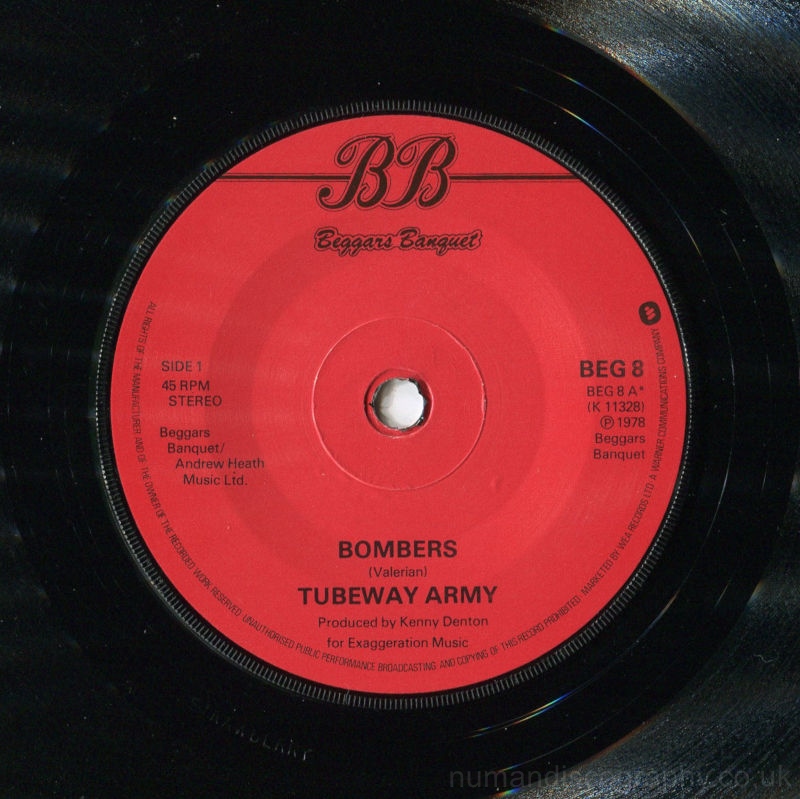 BB
Beggars Banquet
SIDE 1
45 RPM
STEREO
Beggars
Banquet/
Andrew Heath
Music Ltd.
BEG 8
BEG 8 A*
(K 11328)
Ⓟ 1978
Beggars
Banquet
BOMBERS
(Valerian)
TUBEWAY ARMY
Produced by Kenny Denton
for Exaggeration Music
ALL RIGHTS OF THE MANUFACTURER AND OF THE OWNER OF THE RECORDED WORK RESERVED. UNAUTHORISED PUBLIC PERFORMANCE BROADCASTING AND COPYING OF THIS RECORD PROHIBITED. MARKETED BY WEA RECORDS LTD. A WARNER COMMUNICATIONS COMPANY
numandiscography.co.uk